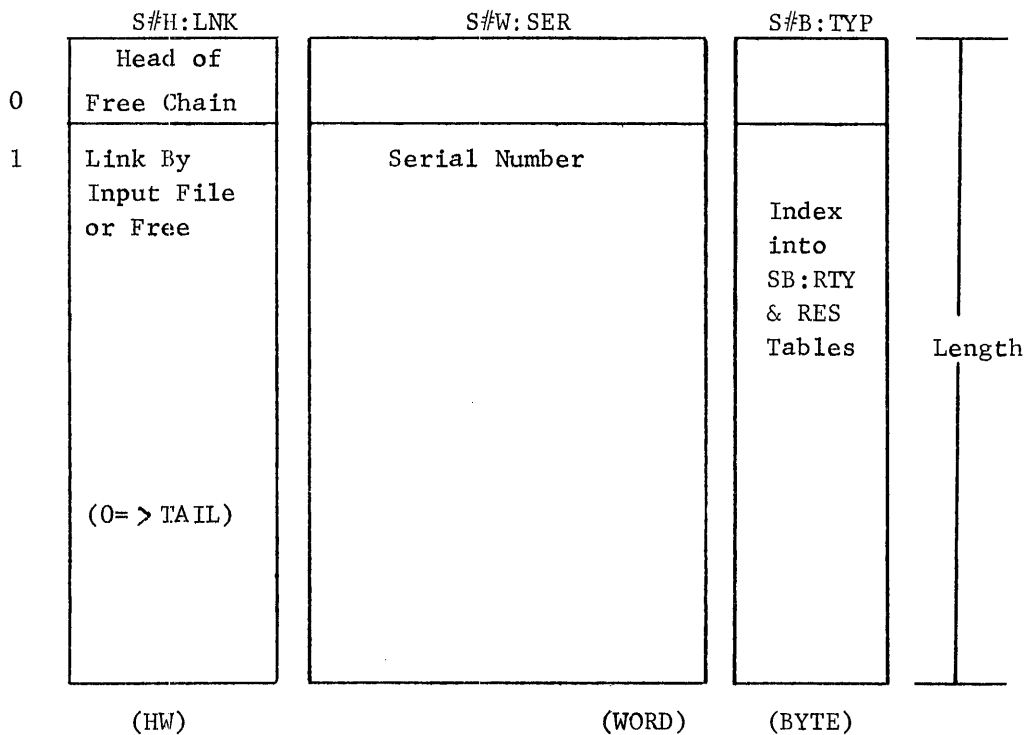 S#H:LNK S#W:SER S#B:TYP
Head of
0 Free Chain
1 Link By Serial Number
Input File
or Free
Index
into
SB:RTY
& RES
Tables Length
(0=> TAIL)
(HW) (WORD) (BYTE)